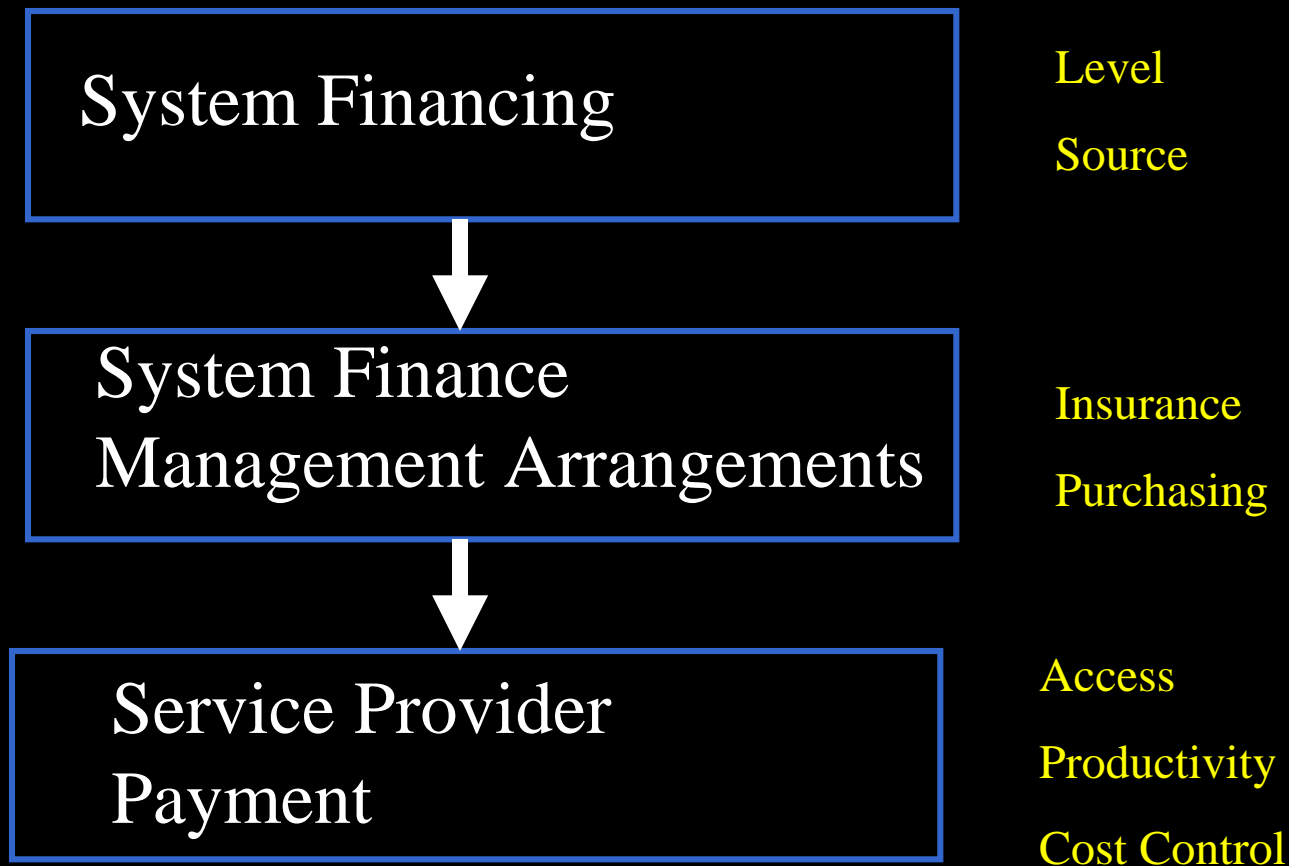 System Financing
Level
Source
System Finance
Management Arrangements
Insurance
Purchasing
Service Provider
Payment
Access
Productivity
Cost Control